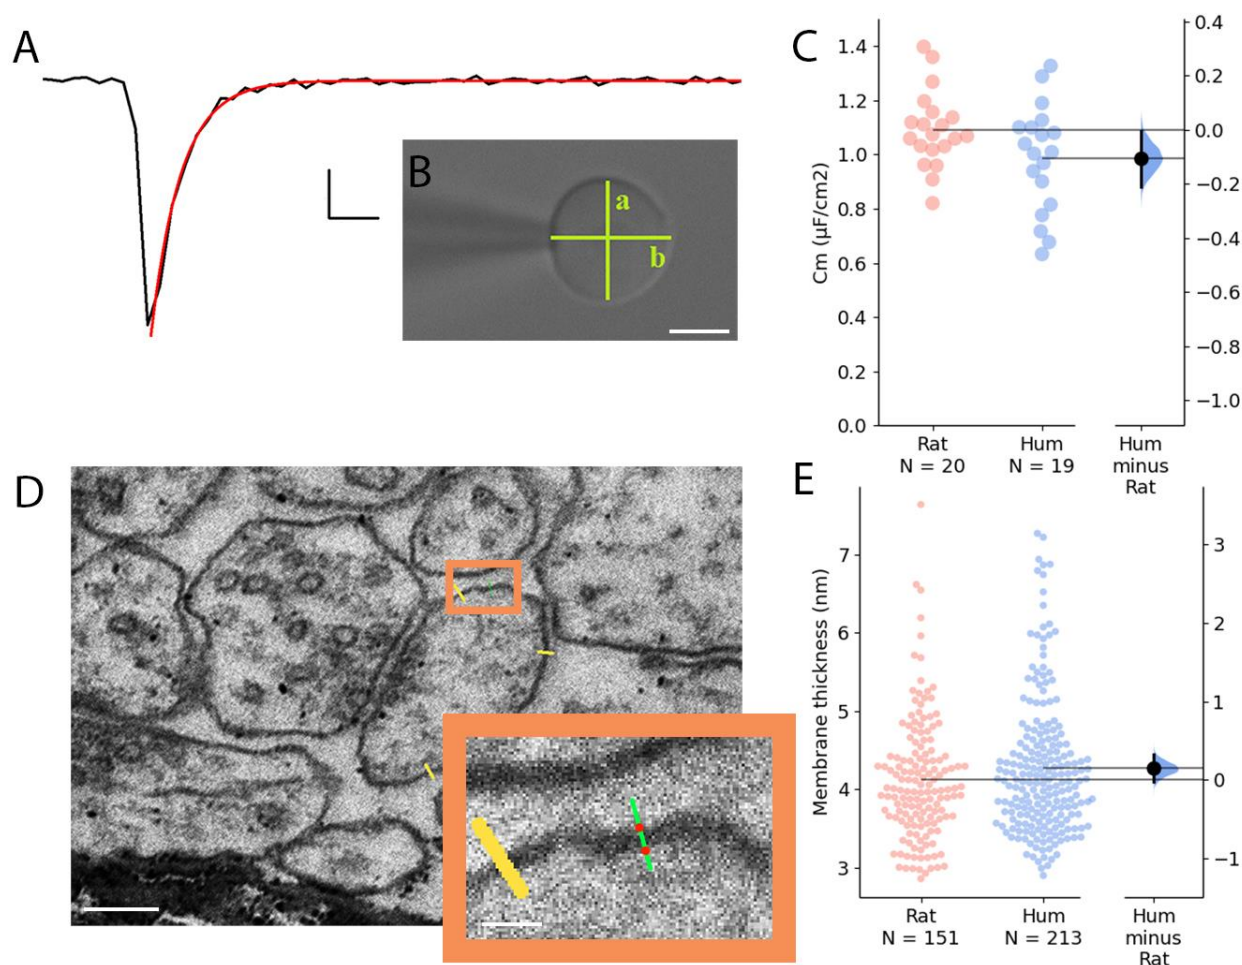 A
B
a
b
C
Cm (µF/cm2)
1.4
1.2
1.0
0.8
0.6
0.4
0.2
0.0
0.4
0.2
0.0
−0.2
−0.4
−0.6
−0.8
−1.0
Rat
N = 20
Hum
N = 19
Hum
minus
Rat
D
E
Membrane thickness (nm)
7
6
5
4
3
3
2
1
0
−1
Rat
N = 151
Hum
N = 213
Hum
minus
Rat